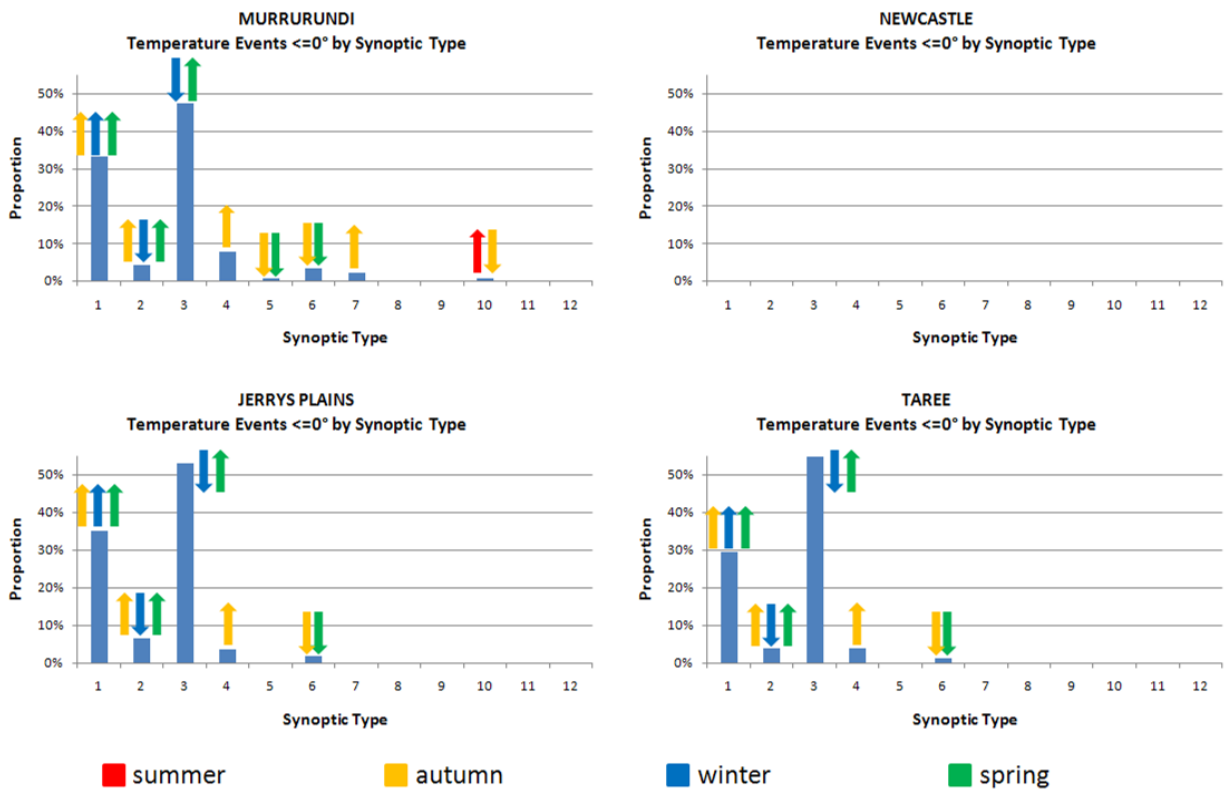 MURRURUNDI
Temperature Events <=0° by Synoptic Type
Proportion
50%
40%
30%
20%
10%
0%
1 2 3 4 5 6 7 8 9 10 11 12
Synoptic Type
NEWCASTLE
Temperature Events <=0° by Synoptic Type
Proportion
50%
40%
30%
20%
10%
0%
1 2 3 4 5 6 7 8 9 10 11 12
Synoptic Type
JERRYS PLAINS
Temperature Events <=0° by Synoptic Type
Proportion
50%
40%
30%
20%
10%
0%
1 2 3 4 5 6 7 8 9 10 11 12
Synoptic Type
TAREE
Temperature Events <=0° by Synoptic Type
Proportion
50%
40%
30%
20%
10%
0%
1 2 3 4 5 6 7 8 9 10 11 12
Synoptic Type
summer autumn winter spring